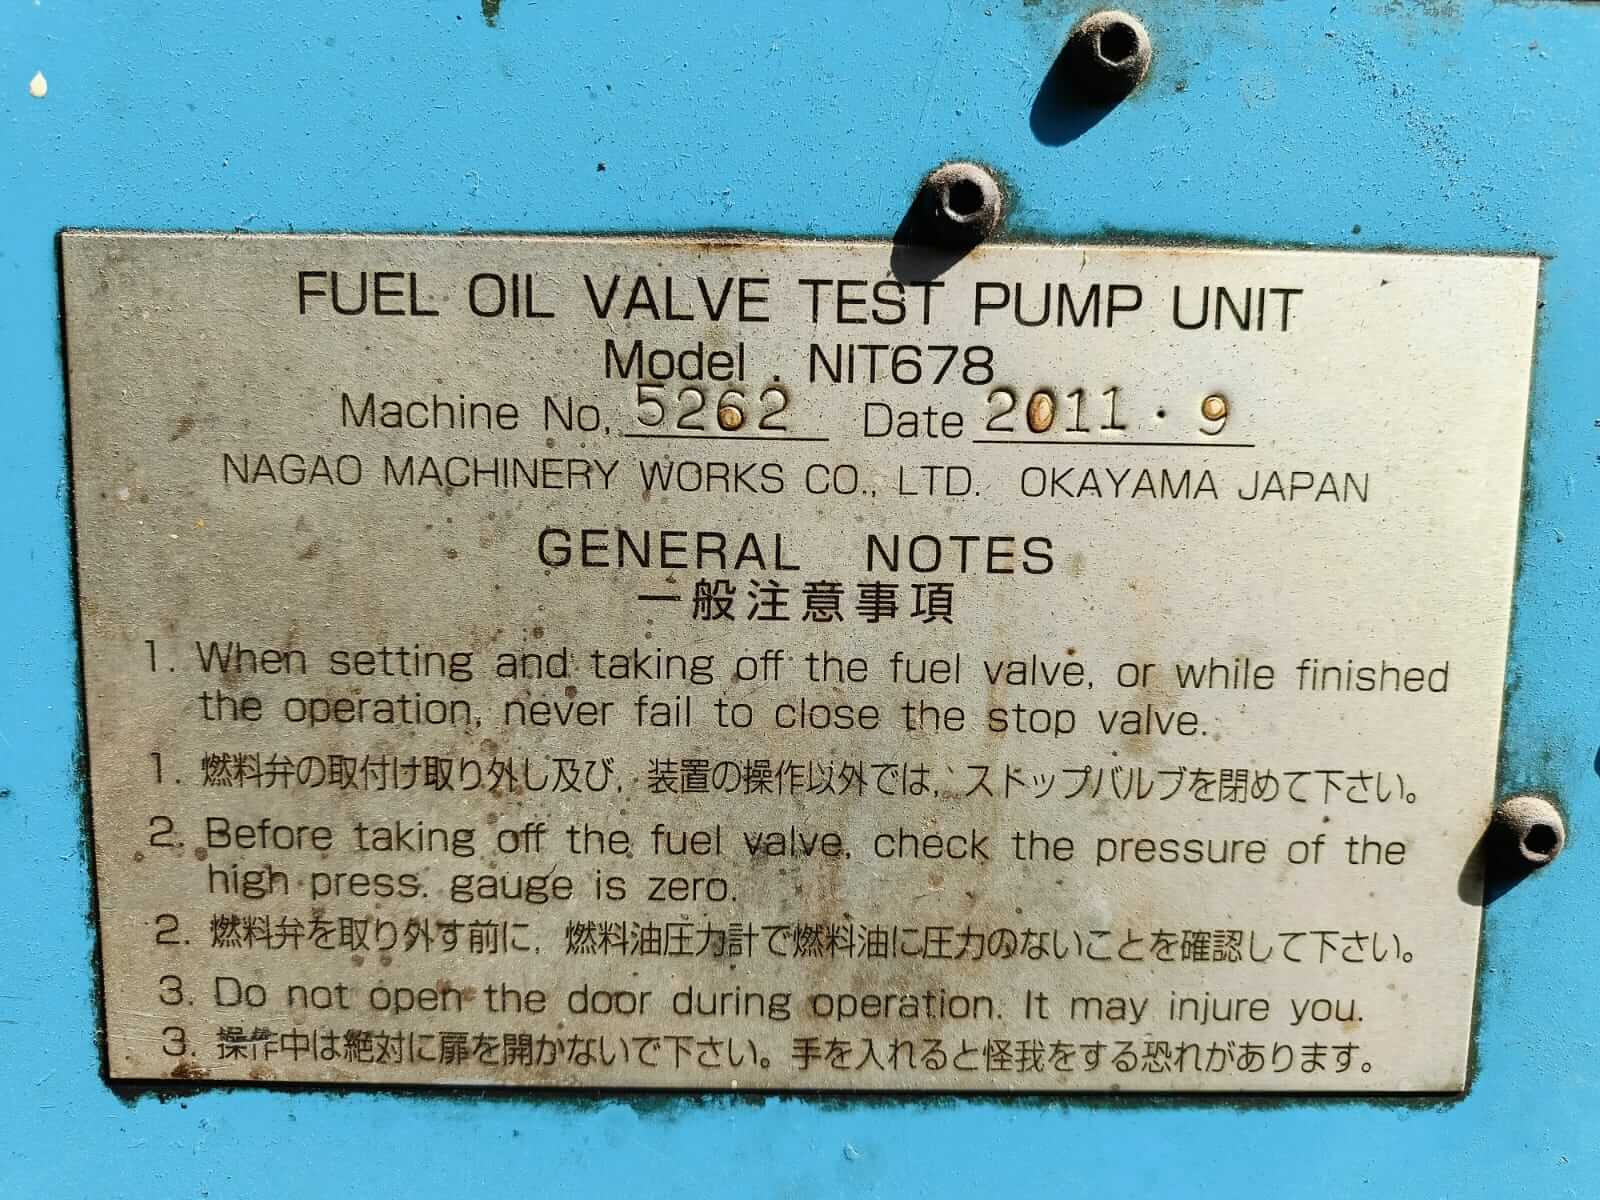 FUEL OIL VALVE TEST PUMP UNIT
Model . NIT678
Machine No, 5262 Date 2011 · 9
NAGAO MACHINERY WORKS CO., LTD. OKAYAMA JAPAN
GENERAL NOTES
一般注意事項
1. When setting and taking off the fuel valve, or while finished
the operation, never fail to close the stop valve.
1. 燃料弁の取付け取り外し及び, 装置の操作以外では, ストップバルブを閉めて下さい。
2. Before taking off the fuel valve, check the pressure of the
high press. gauge is zero.
2. 燃料弁を取り外す前に, 燃料油圧力計で燃料油に圧力のないことを確認して下さい。
3. Do not open the door during operation. It may injure you.
3. 操作中は絶対に扉を開かないで下さい。手を入れると怪我をする恐れがあります。